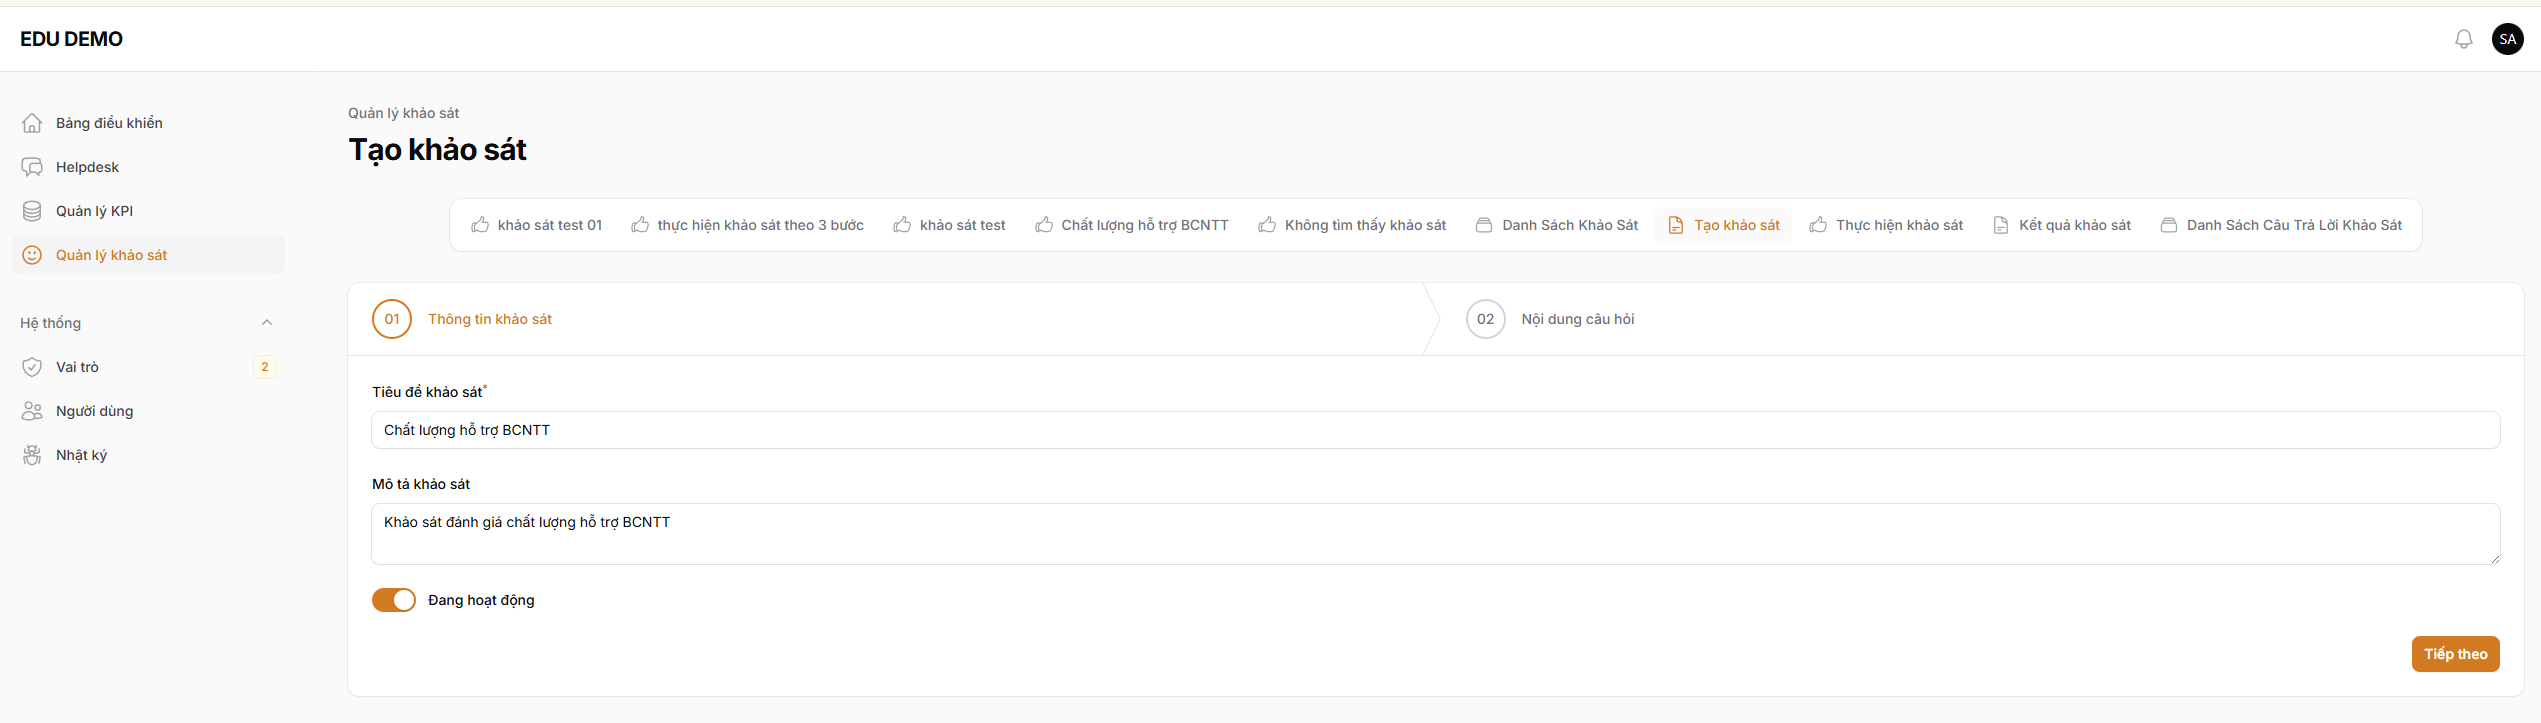 EDU DEMO
SA
Bảng điều khiển
Helpdesk
Quản lý KPI
Quản lý khảo sát
Hệ thống
Vai trò 2
Người dùng
Nhật ký
Quản lý khảo sát
Tạo khảo sát
khảo sát test 01 thực hiện khảo sát theo 3 bước khảo sát test Chất lượng hỗ trợ BCNTT Không tìm thấy khảo sát Danh Sách Khảo Sát Tạo khảo sát Thực hiện khảo sát Kết quả khảo sát Danh Sách Câu Trả Lời Khảo Sát
01 Thông tin khảo sát 02 Nội dung câu hỏi
Tiêu đề khảo sát*
Chất lượng hỗ trợ BCNTT
Mô tả khảo sát
Khảo sát đánh giá chất lượng hỗ trợ BCNTT
Đang hoạt động
Tiếp theo